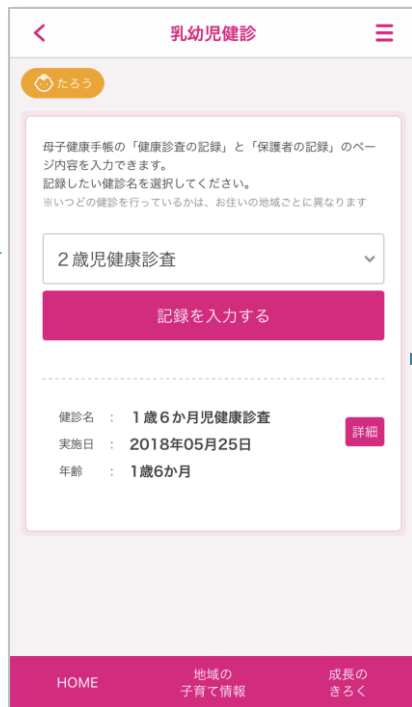 乳幼児健診
たろう
母子健康手帳の「健康診査の記録」と「保護者の記録」のペー
ジ内容を入力できます。
記録したい健診名を選択してください。
※いつどの健診を行っているかは、お住いの地域ごとに異なります
2歳児健康診査
記録を入力する
健診名 : 1歳6か月児健康診査
実施日 : 2018年05月25日
年齢 : 1歳6か月
詳細
HOME
地域の
子育て情報
成長の
きろく